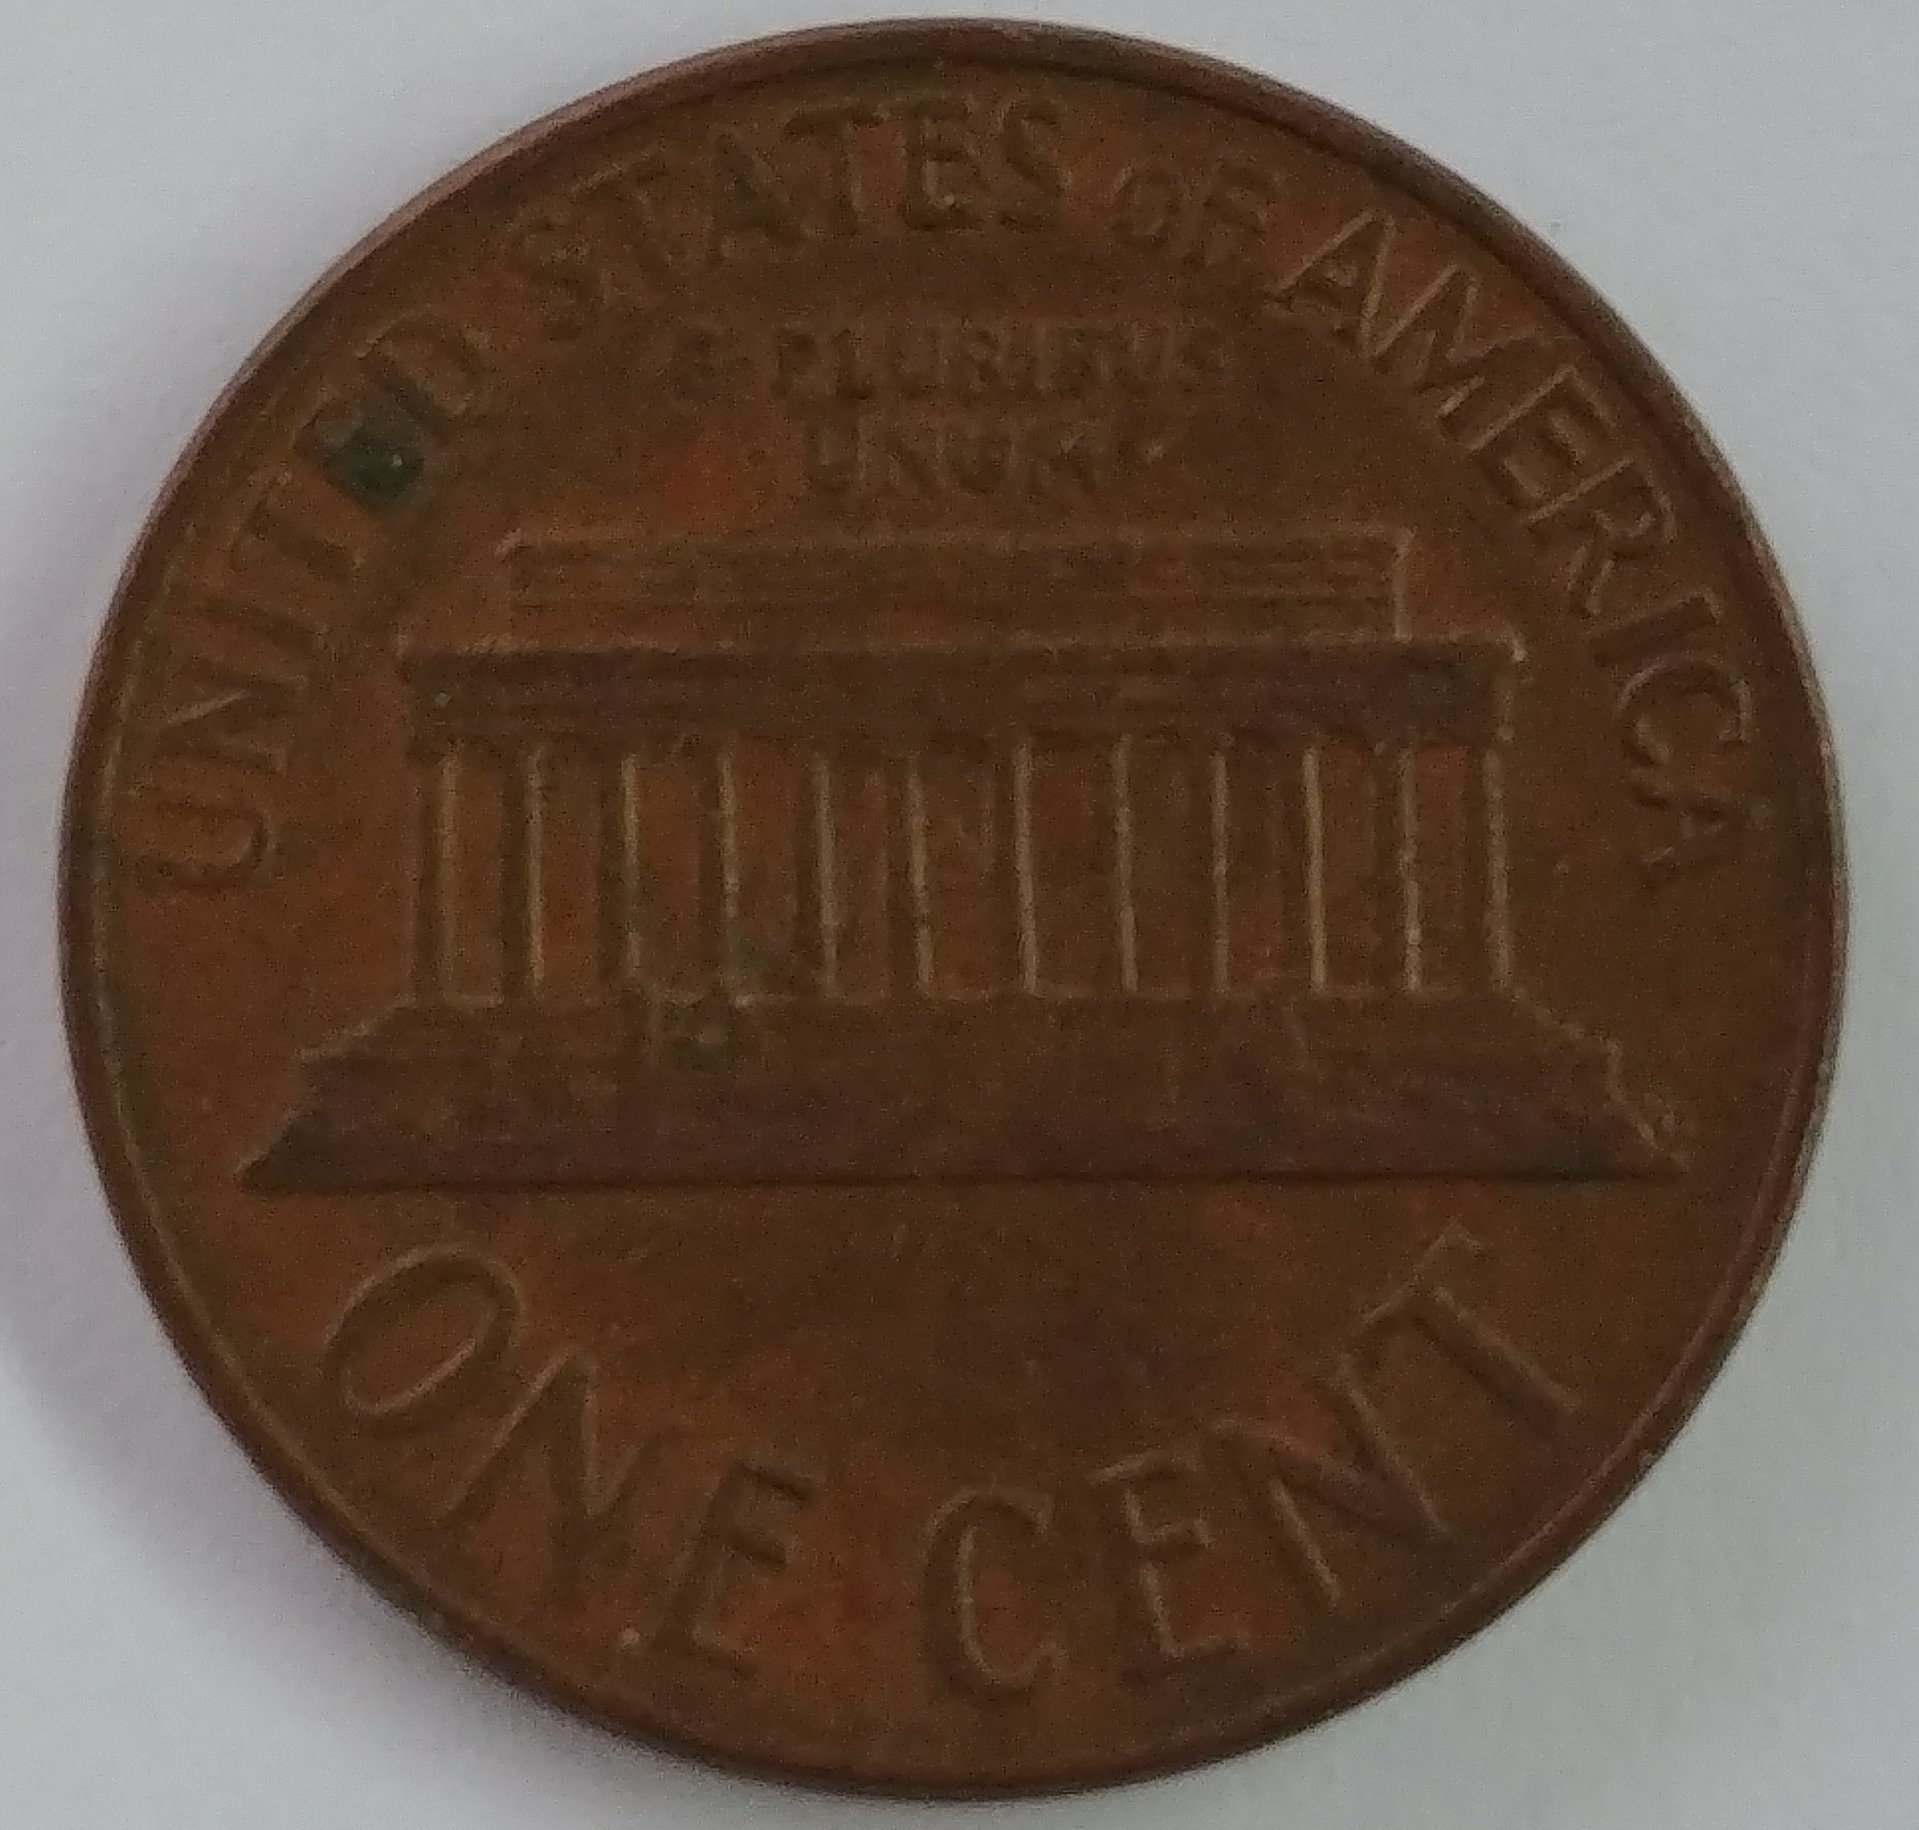 UNITED STATES OF AMERICA
E PLURIBUS
UNUM
ONE CENT